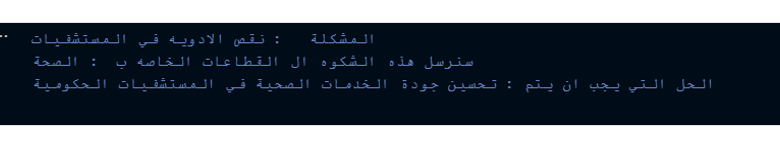 المشكلة : نقص الادويه في المستشفيات
سنرسل هذه الشكوه ال القطاعات الخاصه ب : الصحة
الحل التي يجب ان يتم : تحسين جودة الخدمات الصحية في المستشفيات الحكومية